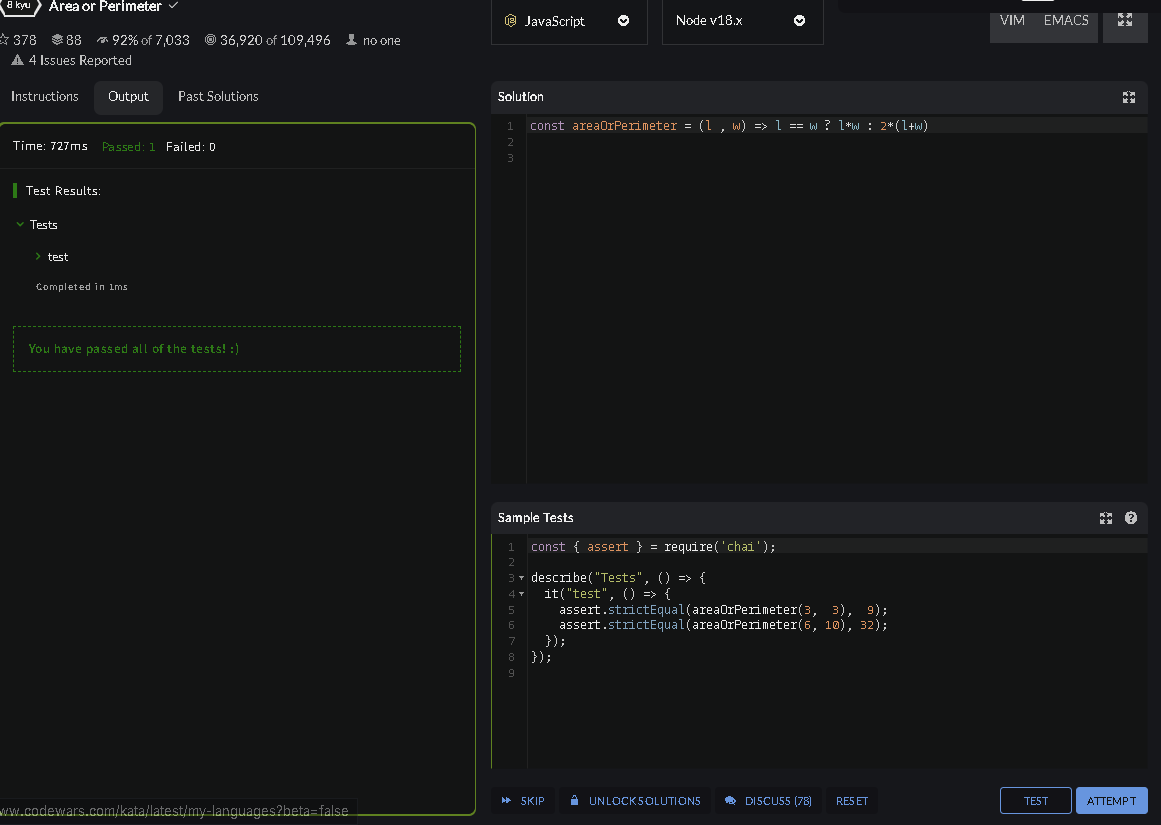 8 kyu Area or Perimeter
378 88 92% of 7,033 36,920 of 109,496 no one
4 Issues Reported
Instructions Output Past Solutions
Time: 727ms Passed: 1 Failed: 0
Test Results:
Tests
test
Completed in 1ms
You have passed all of the tests! :)
ww.codewars.com/kata/latest/my-languages?beta=false
JavaScript Node v18.x VIM EMACS
Solution
1 const areaOrPerimeter = (l , w) => l == w ? l*w : 2*(l+w)
2
3
Sample Tests
1 const { assert } = require('chai');
2
3 describe("Tests", () => {
4 it("test", () => {
5 assert.strictEqual(areaOrPerimeter(3, 3), 9);
6 assert.strictEqual(areaOrPerimeter(6, 10), 32);
7 });
8 });
9
SKIP UNLOCK SOLUTIONS DISCUSS (78) RESET TEST ATTEMPT